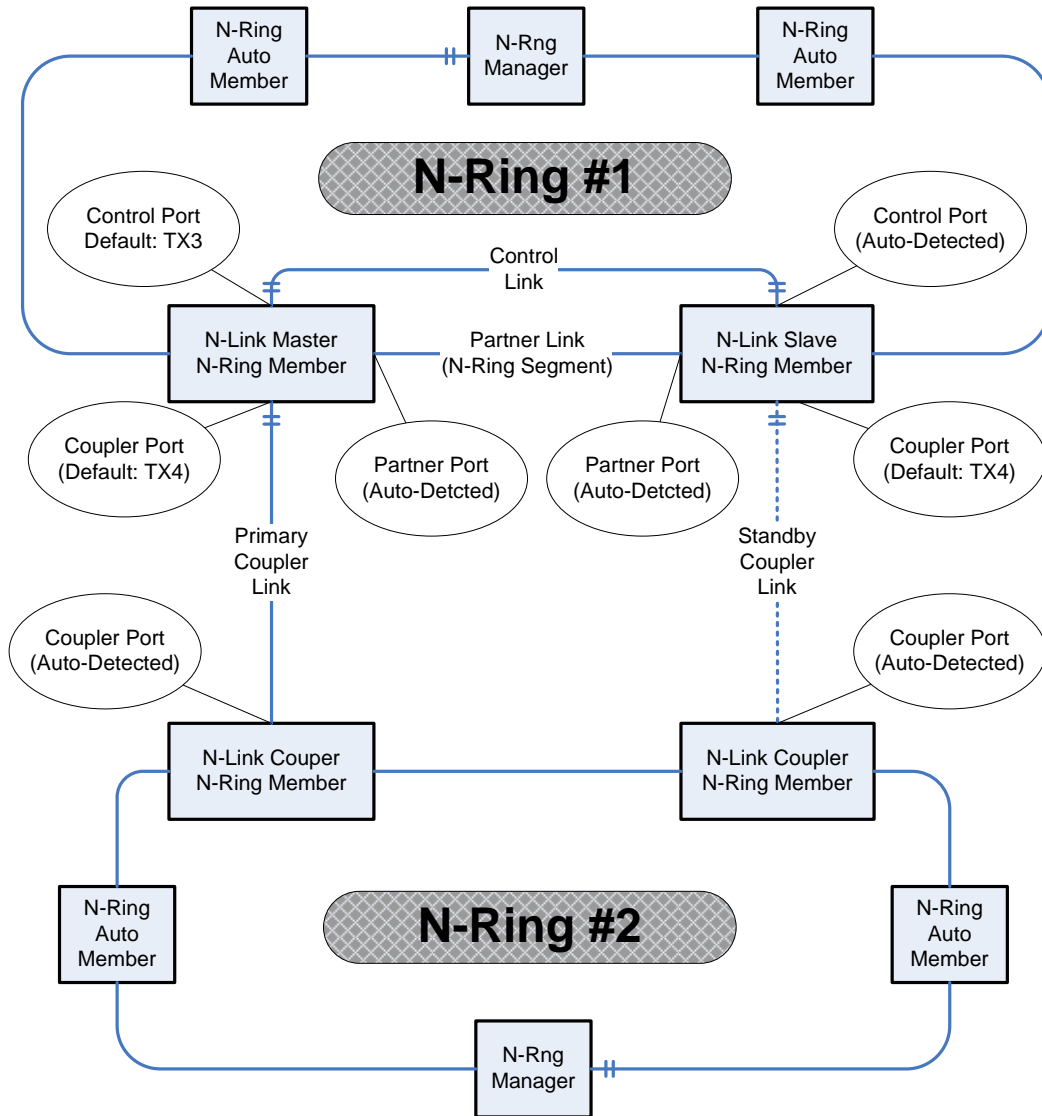 N-Ring
Auto
Member
N-Rng
Manager
N-Ring
Auto
Member
N-Ring #1
Control Port
Default: TX3
Control
Link
Control Port
(Auto-Detected)
N-Link Master
N-Ring Member
Partner Link
(N-Ring Segment)
N-Link Slave
N-Ring Member
Coupler Port
(Default: TX4)
Partner Port
(Auto-Detcted)
Partner Port
(Auto-Detcted)
Coupler Port
(Default: TX4)
Primary
Coupler
Link
Standby
Coupler
Link
Coupler Port
(Auto-Detected)
Coupler Port
(Auto-Detected)
N-Link Couper
N-Ring Member
N-Link Coupler
N-Ring Member
N-Ring
Auto
Member
N-Ring #2
N-Ring
Auto
Member
N-Rng
Manager